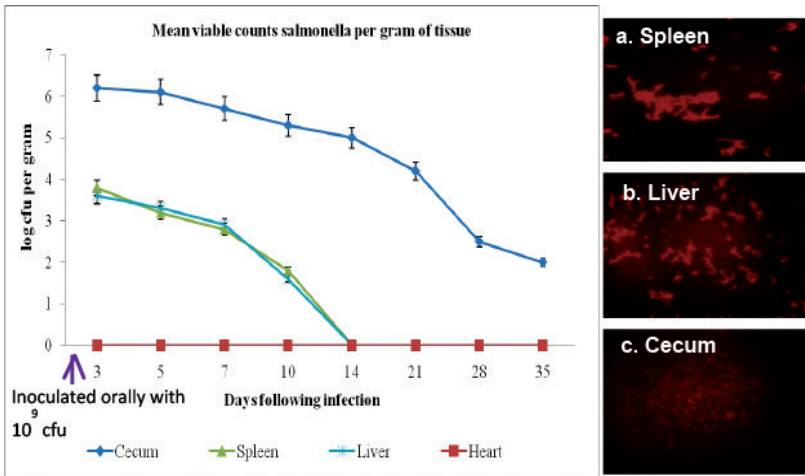 Mean viable counts salmonella per gram of tissue
log cfu per gram
7
6
5
4
3
2
1
0
3 5 7 10 14 21 28 35
Days following infection
Inoculated orally with
10⁹ cfu
Cecum Spleen Liver Heart
a. Spleen
b. Liver
c. Cecum